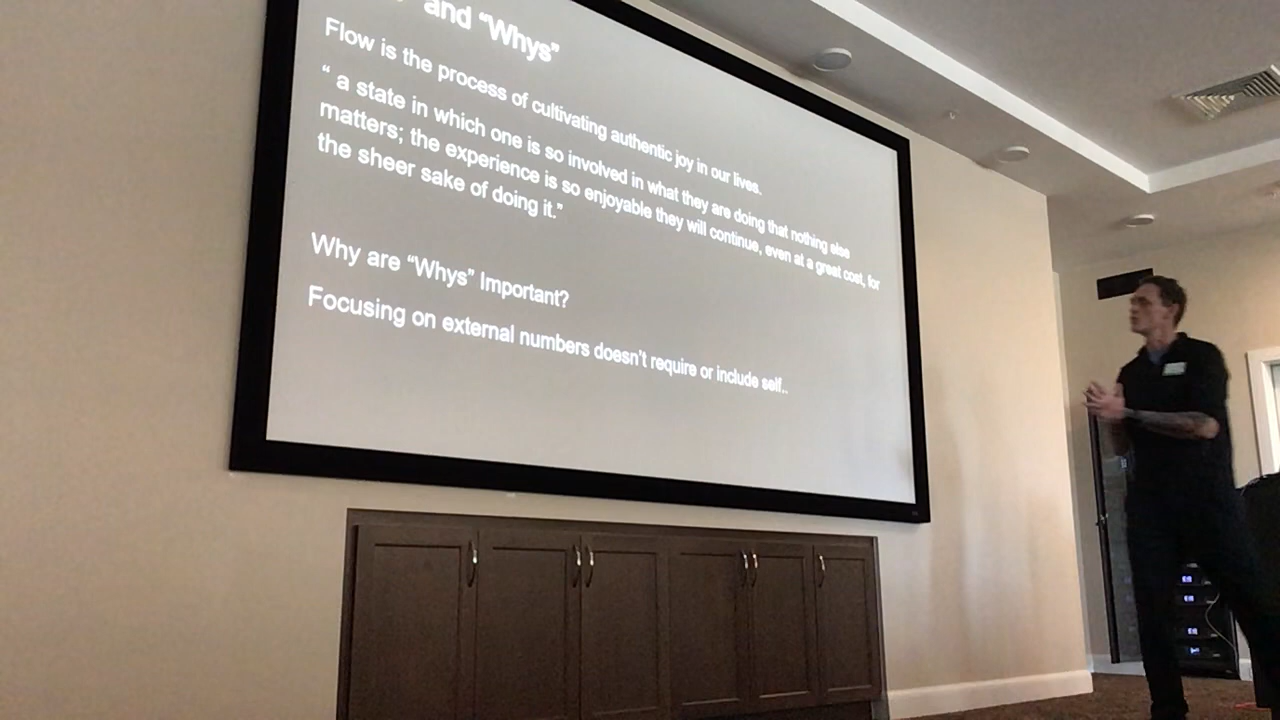 and “Whys”
Flow is the process of cultivating authentic joy in our lives.
“ a state in which one is so involved in what they are doing that nothing else
matters; the experience is so enjoyable they will continue, even at a great cost, for
the sheer sake of doing it.”
Why are “Whys” Important?
Focusing on external numbers doesn’t require or include self..